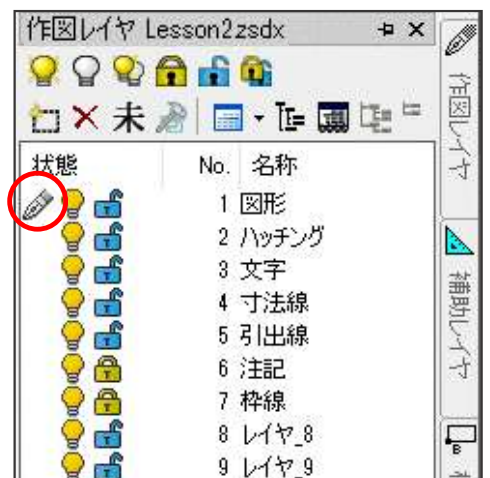 作図レイヤ Lesson2.zsdx
未
状態 No. 名称
1 図形
2 ハッチング
3 文字
4 寸法線
5 引出線
6 注記
7 枠線
8 レイヤ_8
9 レイヤ_9
作図レイヤ
補助レイヤ
B